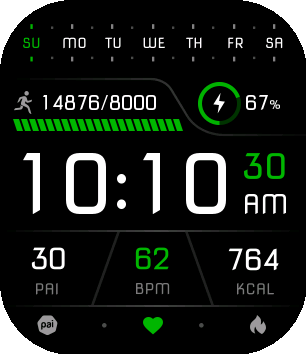 SU MO TU WE TH FR SA
14876/8000 67%
10:10 30 AM
30 62 764
PAI BPM KCAL
pai